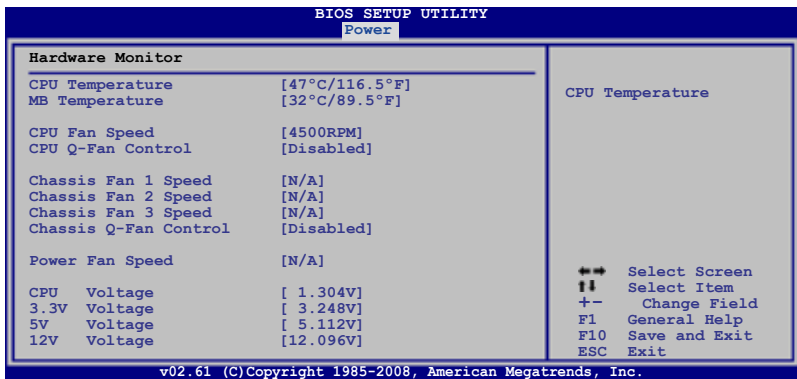 BIOS SETUP UTILITY
Power
Hardware Monitor
CPU Temperature [47°C/116.5°F]
MB Temperature [32°C/89.5°F]
CPU Fan Speed [4500RPM]
CPU Q-Fan Control [Disabled]
Chassis Fan 1 Speed [N/A]
Chassis Fan 2 Speed [N/A]
Chassis Fan 3 Speed [N/A]
Chassis Q-Fan Control [Disabled]
Power Fan Speed [N/A]
CPU Voltage [ 1.304V]
3.3V Voltage [ 3.248V]
5V Voltage [ 5.112V]
12V Voltage [12.096V]
CPU Temperature
←→ Select Screen
↑↓ Select Item
+- Change Field
F1 General Help
F10 Save and Exit
ESC Exit
v02.61 (C)Copyright 1985-2008, American Megatrends, Inc.